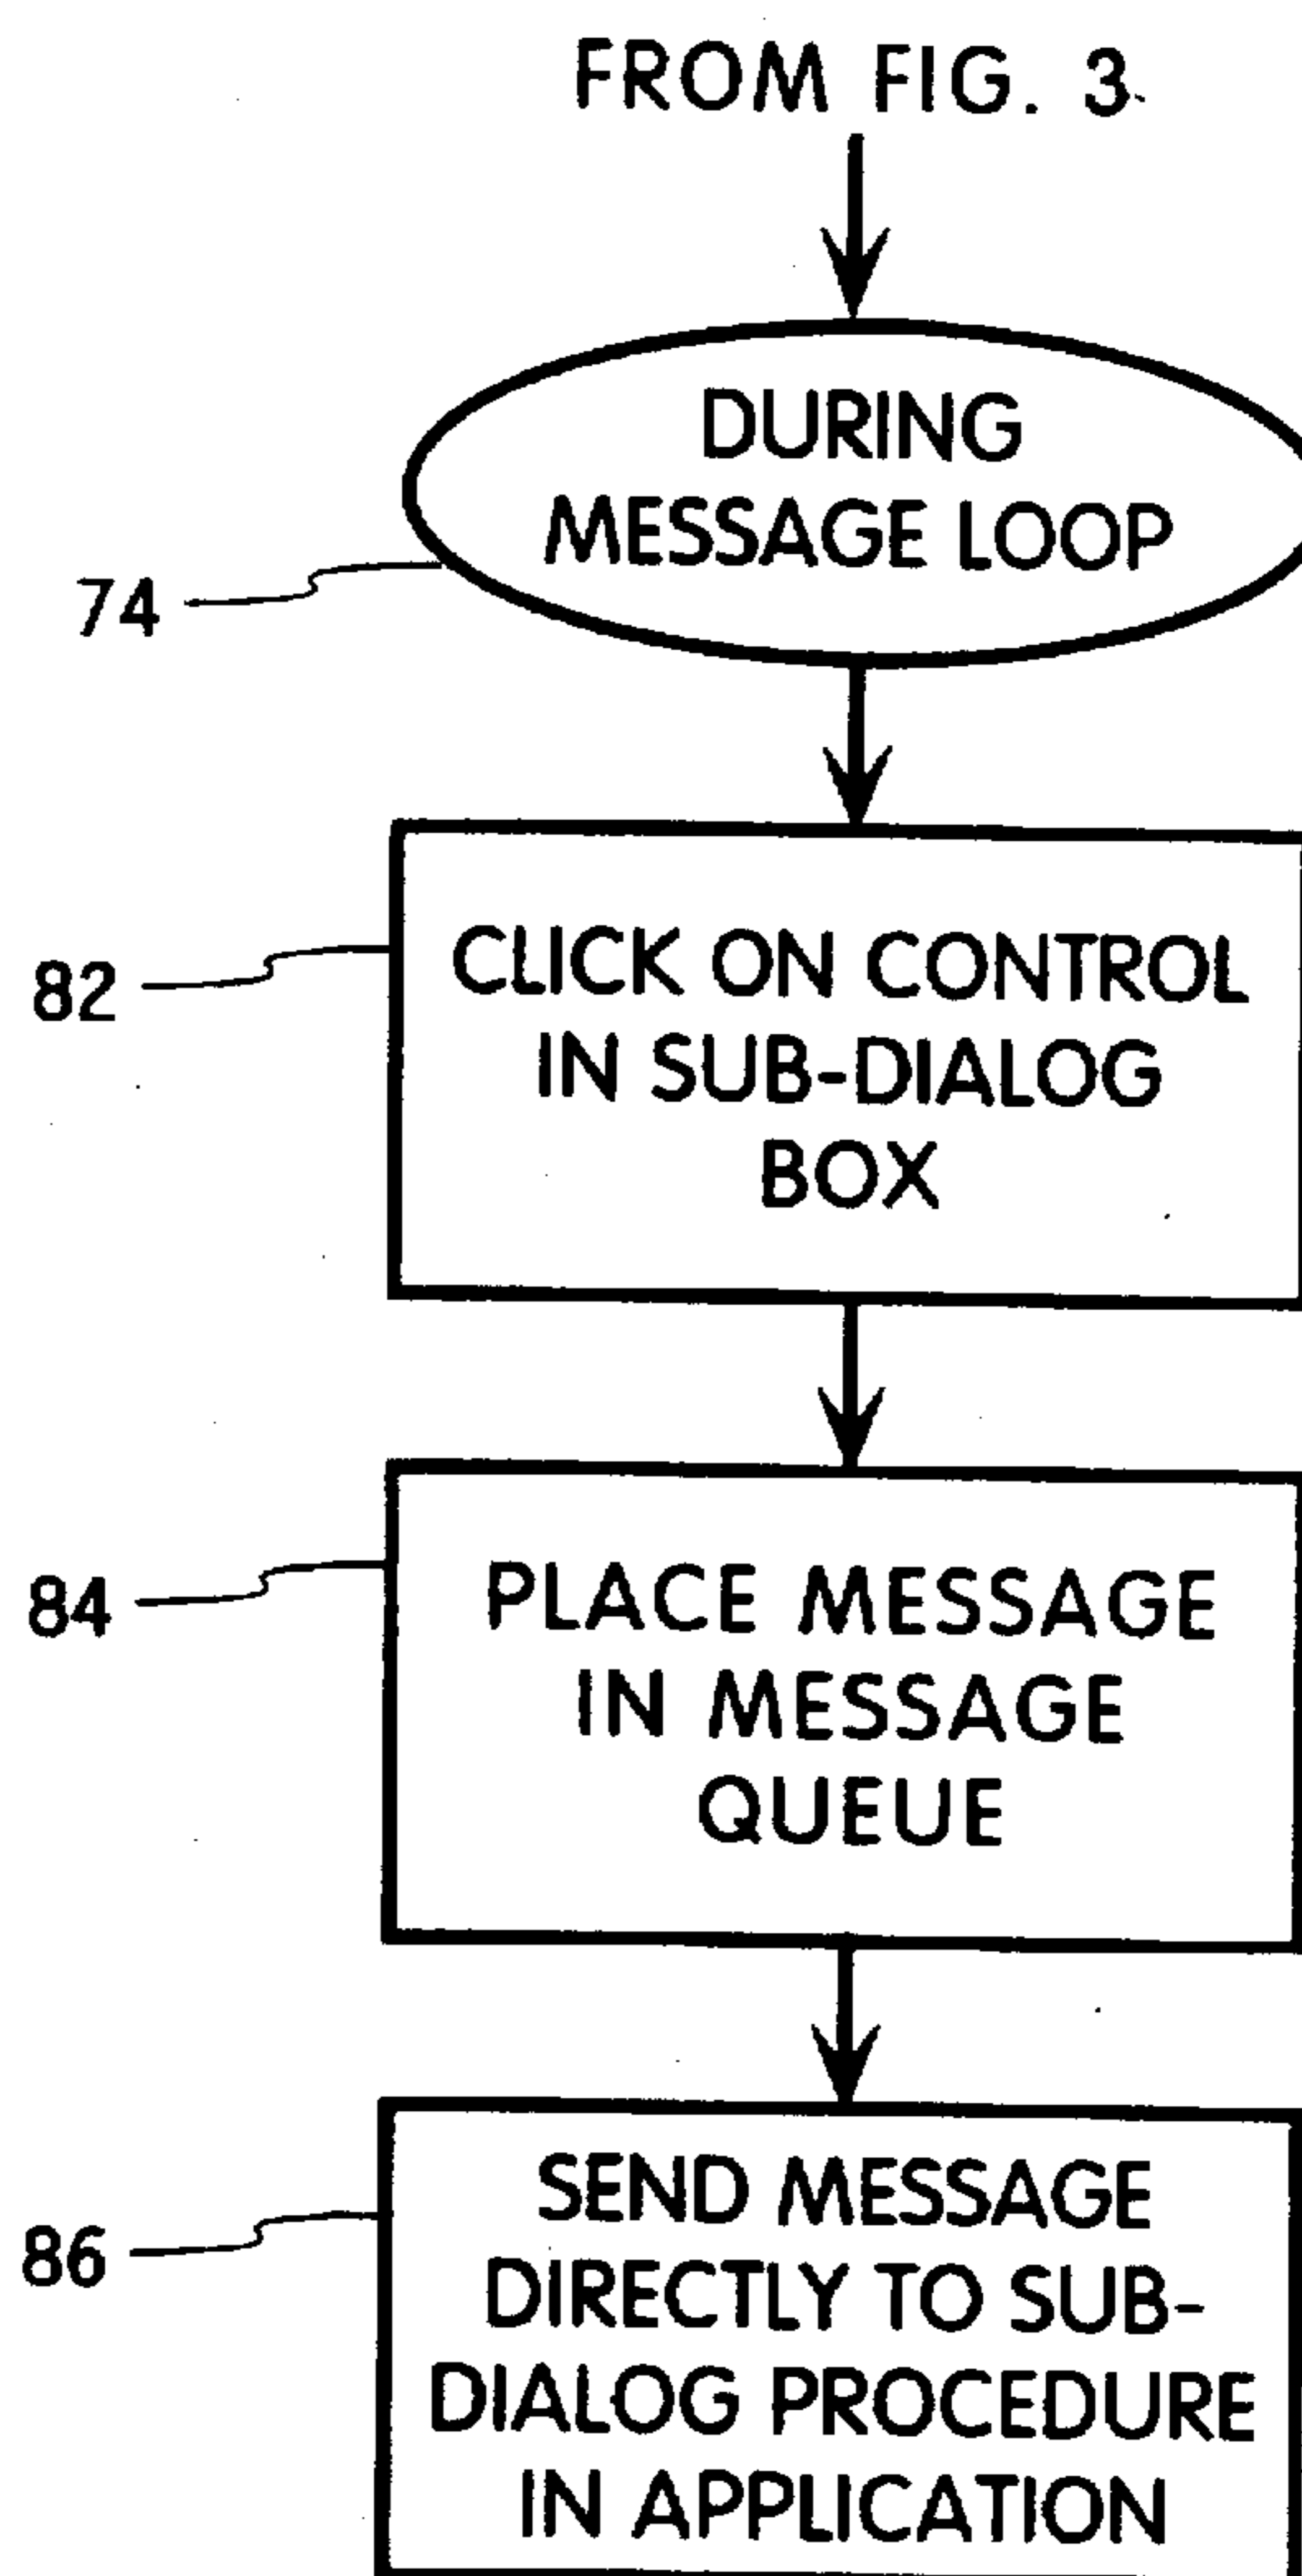 FROM FIG. 3
DURING
MESSAGE LOOP
74
CLICK ON CONTROL
IN SUB-DIALOG
BOX
82
PLACE MESSAGE
IN MESSAGE
QUEUE
84
SEND MESSAGE
DIRECTLY TO SUB-
DIALOG PROCEDURE
IN APPLICATION
86